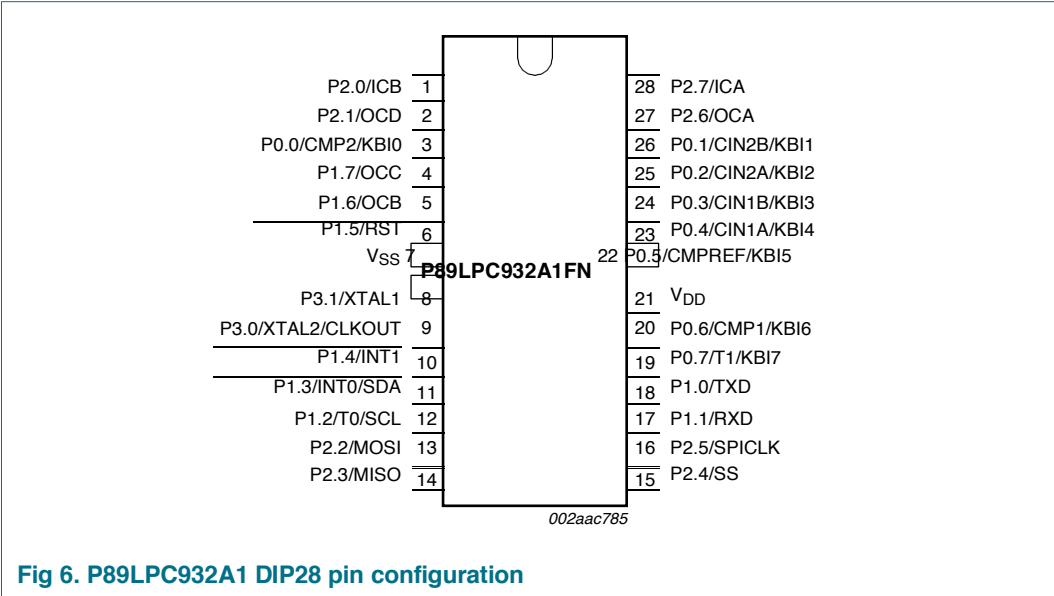 P2.0/ICB 1
P2.1/OCD 2
P0.0/CMP2/KBI0 3
P1.7/OCC 4
P1.6/OCB 5
P1.5/RST 6
VSS 7
P3.1/XTAL1 8
P3.0/XTAL2/CLKOUT 9
P1.4/INT1 10
P1.3/INT0/SDA 11
P1.2/T0/SCL 12
P2.2/MOSI 13
P2.3/MISO 14
P89LPC932A1FN
28 P2.7/ICA
27 P2.6/OCA
26 P0.1/CIN2B/KBI1
25 P0.2/CIN2A/KBI2
24 P0.3/CIN1B/KBI3
23 P0.4/CIN1A/KBI4
22 P0.5/CMPREF/KBI5
21 VDD
20 P0.6/CMP1/KBI6
19 P0.7/T1/KBI7
18 P1.0/TXD
17 P1.1/RXD
16 P2.5/SPICLK
15 P2.4/SS
002aac785
Fig 6. P89LPC932A1 DIP28 pin configuration